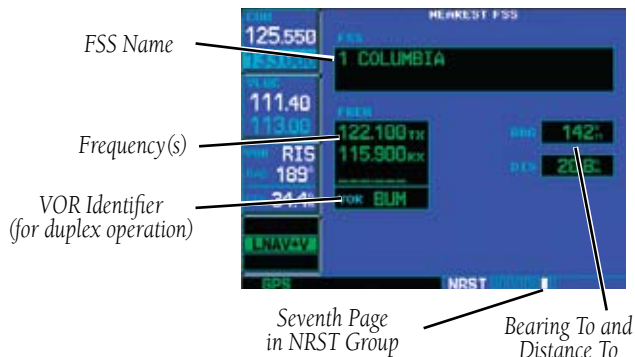 COM
125.550
VLOC
111.40
113.00
VOR RIS
RAD 189°
LNAV+V
GPS
NEAREST FSS
FSS
1 COLUMBIA
FREQ
122.100TX
115.900RX
VOR BUM
BRG 142°
DIS
NRST
FSS Name
Frequency(s)
VOR Identifier
(for duplex operation)
Seventh Page
in NRST Group
Bearing To and
Distance To